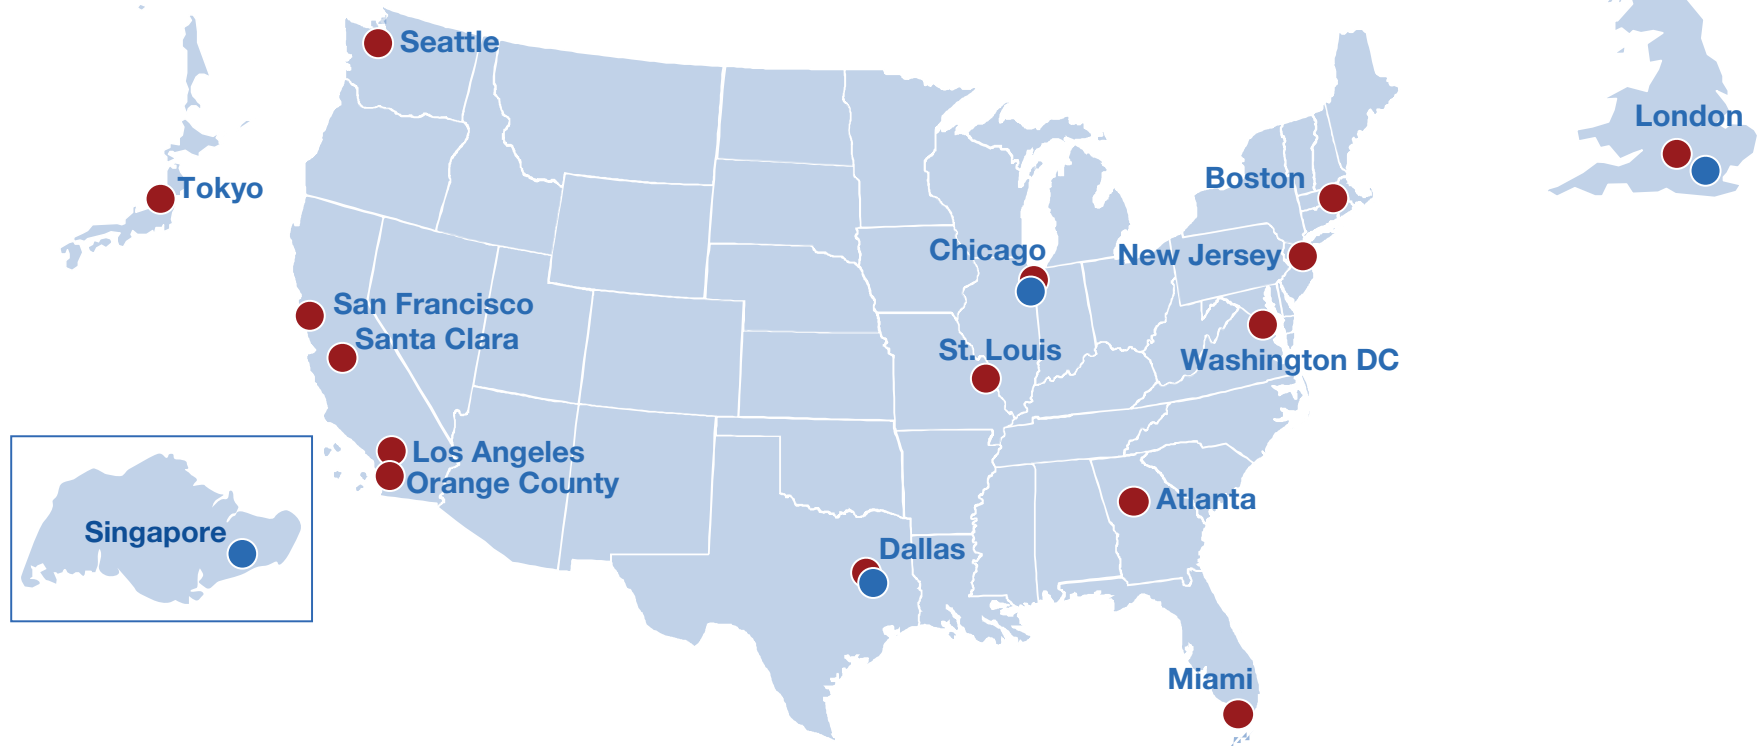 Seattle
London
Boston
Tokyo
Chicago
New Jersey
San Francisco
Santa Clara
St. Louis
Washington DC
Los Angeles
Orange County
Atlanta
Singapore
Dallas
Miami